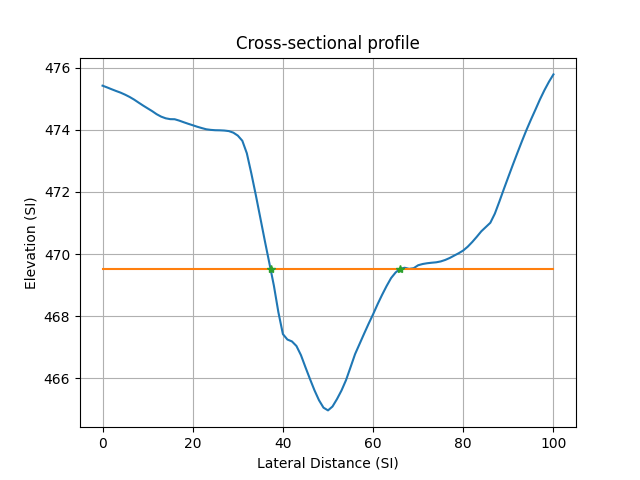 Cross-sectional profile
476
474
472
470
468
466
Elevation (SI)
0 20 40 60 80 100
Lateral Distance (SI)